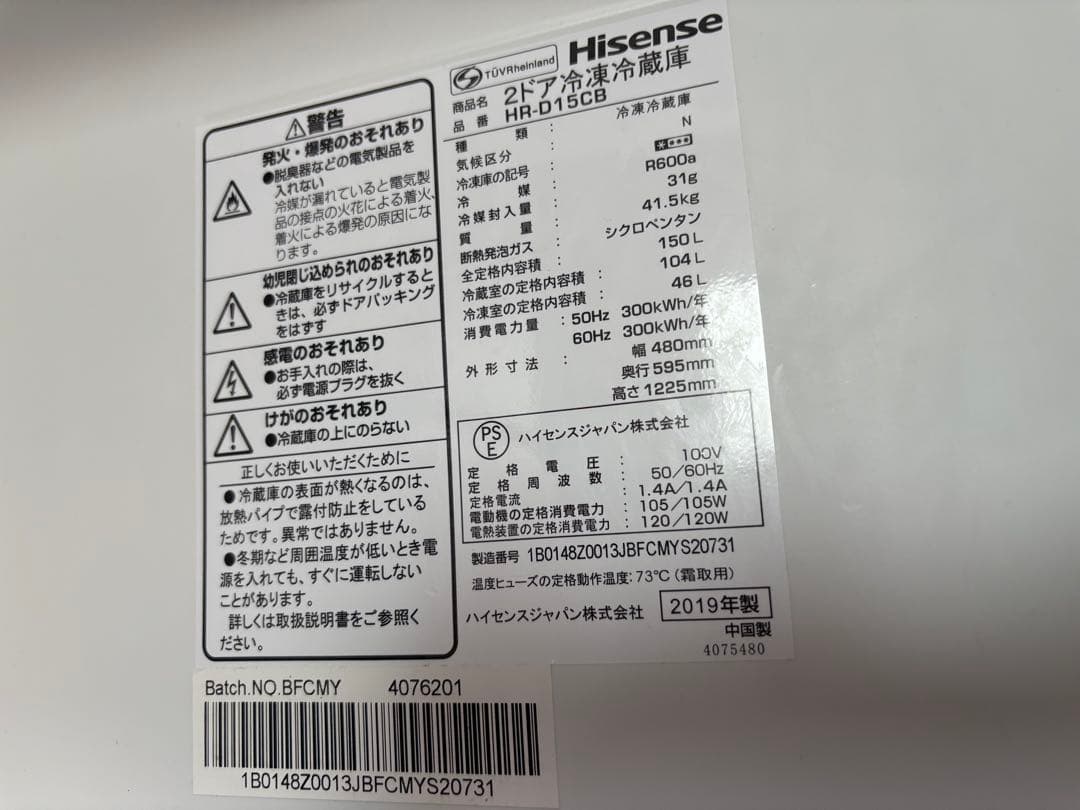 ⚠警告
発火・爆発のおそれあり
●脱臭器などの電気製品を
入れない
冷媒が漏れていると電気製
品の接点の火花による着火、
着火による爆発の原因にな
ります。
幼児閉じ込められのおそれあり
●冷蔵庫をリサイクルすると
きは、必ずドアパッキング
をはずす
感電のおそれあり
●お手入れの際は、
必ず電源プラグを抜く
けがのおそれあり
●冷蔵庫の上にのらない
正しくお使いいただくために
●冷蔵庫の表面が熱くなるのは、
放熱パイプで露付防止をしている
ためです。異常ではありません。
●冬期など周囲温度が低いとき電
源を入れても、すぐに運転しない
ことがあります。
詳しくは取扱説明書をご参照く
ださい。
TÜVRheinland Hisense
商品名 2ドア冷凍冷蔵庫
品番 HR-D15CB
種類 : 冷凍冷蔵庫
気候区分 : N
冷凍庫の記号 : ****
冷媒 : R600a
冷媒封入量 : 31g
質量 : 41.5kg
断熱発泡ガス : シクロペンタン
全定格内容積 : 150L
冷蔵室の定格内容積 : 104L
冷凍室の定格内容積 : 46L
消費電力量 : 50Hz 300kWh/年
60Hz 300kWh/年
外形寸法 : 幅 480mm
奥行595mm
高さ1225mm
PSE ハイセンスジャパン株式会社
定格電圧 : 100V
定格周波数 : 50/60Hz
定格電流 : 1.4A/1.4A
電動機の定格消費電力 : 105/105W
電熱装置の定格消費電力 : 120/120W
製造番号 1B0148Z0013JBFCMYS20731
温度ヒューズの定格動作温度:73℃(霜取用)
ハイセンスジャパン株式会社 2019年製
中国製
4075480
Batch.NO.BFCMY 4076201
1B0148Z0013JBFCMYS20731